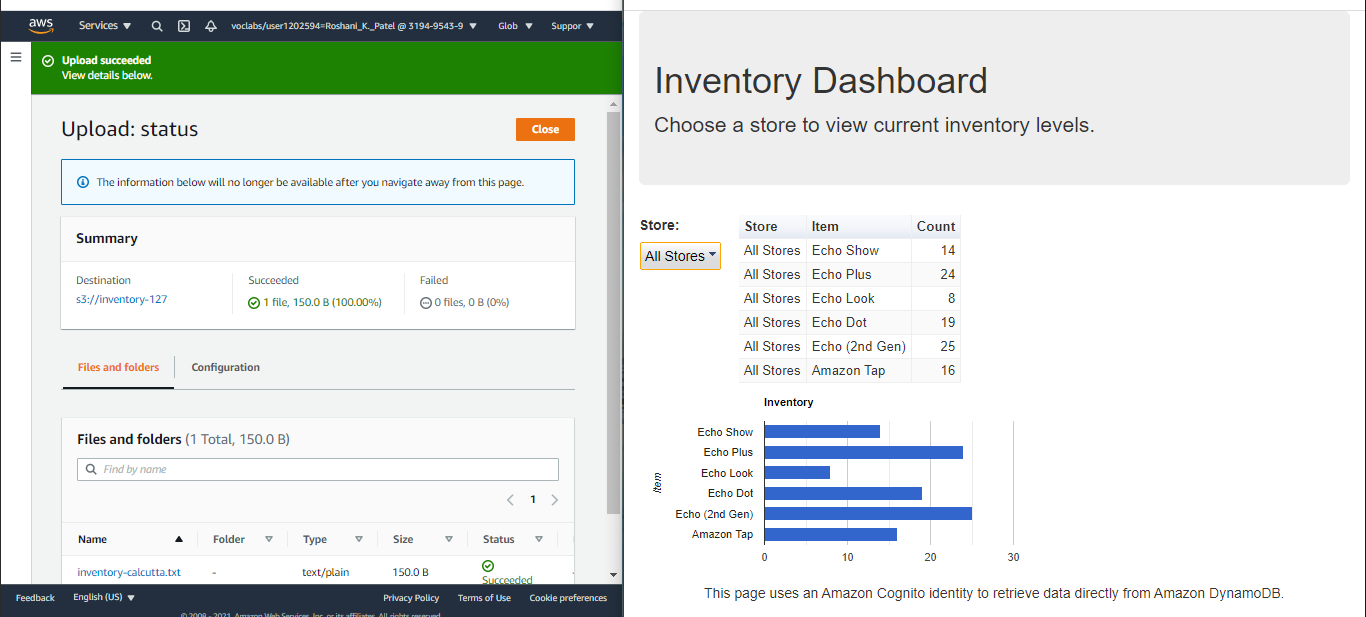 aws
Services
voclabs/user1202594=Roshani_K._Patel @ 3194-9543-9
Glob
Suppor
Upload succeeded
View details below.
Upload: status
Close
The information below will no longer be available after you navigate away from this page.
Summary
Destination
s3://inventory-127
Succeeded
1 file, 150.0 B (100.00%)
Failed
0 files, 0 B (0%)
Files and folders
Configuration
Files and folders (1 Total, 150.0 B)
Find by name
1
Name Folder Type Size Status
inventory-calcutta.txt - text/plain 150.0 B Succeeded -
Feedback English (US) Privacy Policy Terms of Use Cookie preferences
© 2008 - 2021, Amazon Web Services, Inc. or its affiliates. All rights reserved.
Inventory Dashboard
Choose a store to view current inventory levels.
Store:
All Stores
Store Item Count
All Stores Echo Show 14
All Stores Echo Plus 24
All Stores Echo Look 8
All Stores Echo Dot 19
All Stores Echo (2nd Gen) 25
All Stores Amazon Tap 16
Inventory
Item
Echo Show
Echo Plus
Echo Look
Echo Dot
Echo (2nd Gen)
Amazon Tap
0 10 20 30
This page uses an Amazon Cognito identity to retrieve data directly from Amazon DynamoDB.